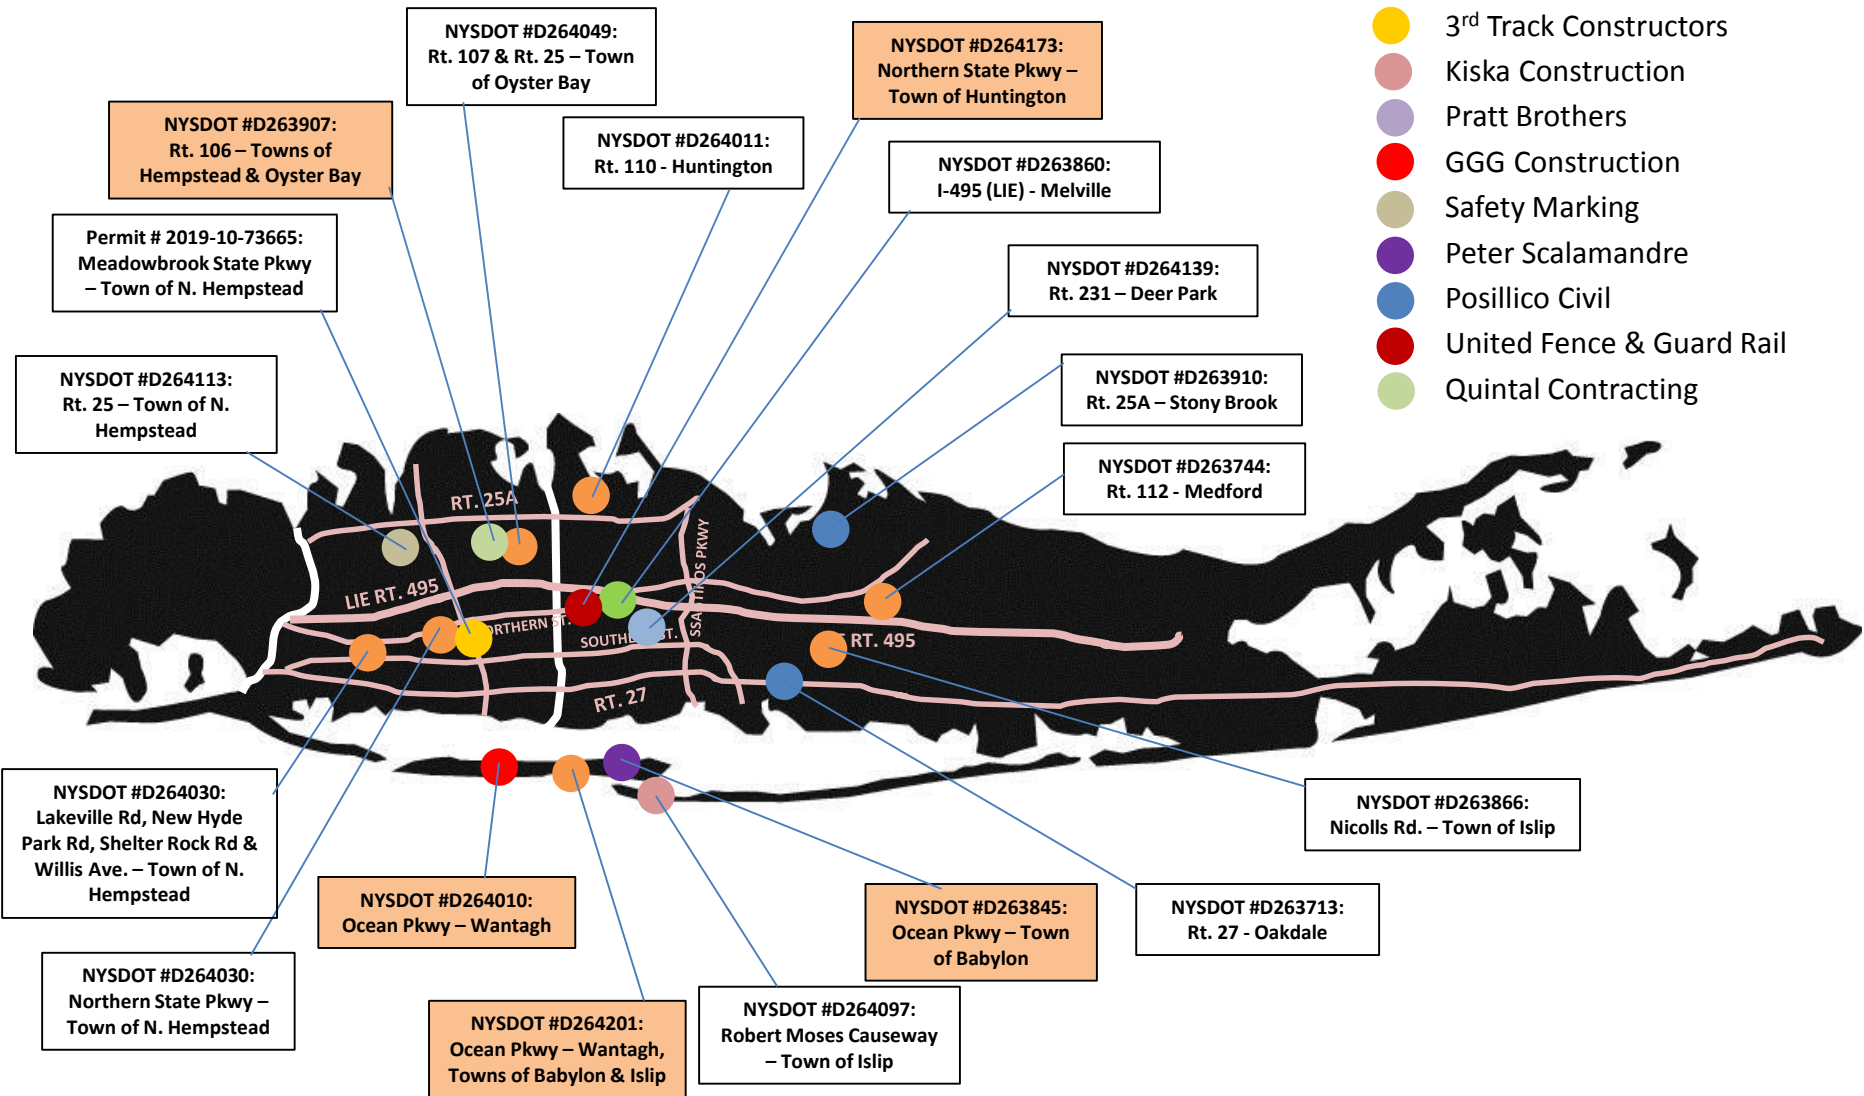 NYSDOT #D264049:
Rt. 107 & Rt. 25 – Town
of Oyster Bay
NYSDOT #D264173:
Northern State Pkwy –
Town of Huntington
3rd Track Constructors
Kiska Construction
Pratt Brothers
GGG Construction
Safety Marking
Peter Scalamandre
Posillico Civil
United Fence & Guard Rail
Quintal Contracting
NYSDOT #D263907:
Rt. 106 – Towns of
Hempstead & Oyster Bay
NYSDOT #D264011:
Rt. 110 - Huntington
NYSDOT #D263860:
I-495 (LIE) - Melville
Permit # 2019-10-73665:
Meadowbrook State Pkwy
– Town of N. Hempstead
NYSDOT #D264139:
Rt. 231 – Deer Park
NYSDOT #D264113:
Rt. 25 – Town of N.
Hempstead
NYSDOT #D263910:
Rt. 25A – Stony Brook
NYSDOT #D263744:
Rt. 112 - Medford
RT. 25A
LIE RT. 495
ORTHERN ST.
SOUTHE ST.
SSA TIKOS PKWY
RT. 495
RT. 27
NYSDOT #D264030:
Lakeville Rd, New Hyde
Park Rd, Shelter Rock Rd &
Willis Ave. – Town of N.
Hempstead
NYSDOT #D263866:
Nicolls Rd. – Town of Islip
NYSDOT #D264010:
Ocean Pkwy – Wantagh
NYSDOT #D263845:
Ocean Pkwy – Town
of Babylon
NYSDOT #D263713:
Rt. 27 - Oakdale
NYSDOT #D264030:
Northern State Pkwy –
Town of N. Hempstead
NYSDOT #D264201:
Ocean Pkwy – Wantagh,
Towns of Babylon & Islip
NYSDOT #D264097:
Robert Moses Causeway
– Town of Islip